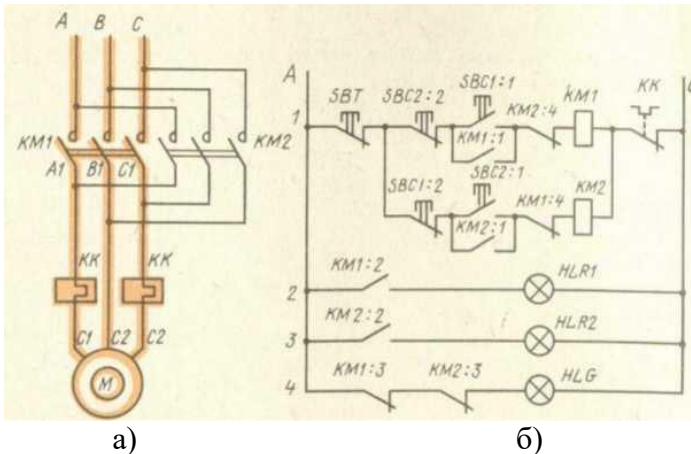 A B C
KM1 KM2
A1 B1 C1
KK KK
C1 C2 C2
M
A
1 SBT SBC2:2 SBC1:1 KM1:1 KM2:4 KM1 KK
SBC1:2 SBC2:1 KM2:1 KM1:4 KM2
2 KM1:2 HLR1
3 KM2:2 HLR2
4 KM1:3 KM2:3 HLG
а) б)